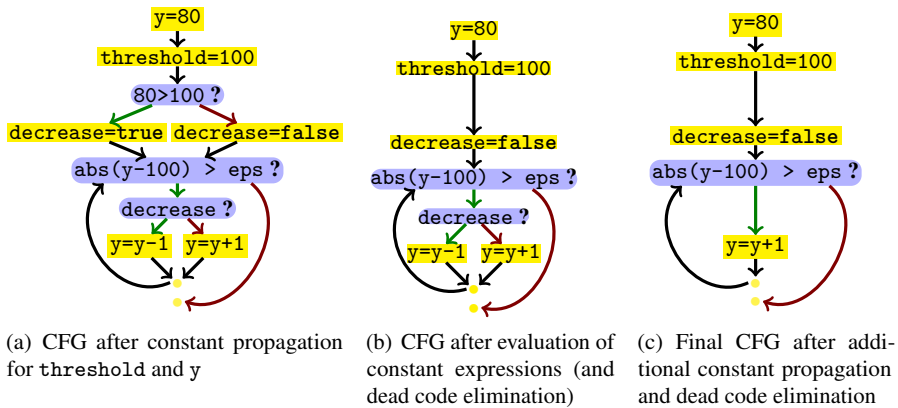 y=80
threshold=100
80>100 ?
decrease=true
decrease=false
abs(y-100) > eps ?
decrease ?
y=y-1
y=y+1
(a) CFG after constant propagation
for threshold and y
y=80
threshold=100
decrease=false
abs(y-100) > eps ?
decrease ?
y=y-1
y=y+1
(b) CFG after evaluation of
constant expressions (and
dead code elimination)
y=80
threshold=100
decrease=false
abs(y-100) > eps ?
y=y+1
(c) Final CFG after addi-
tional constant propagation
and dead code elimination